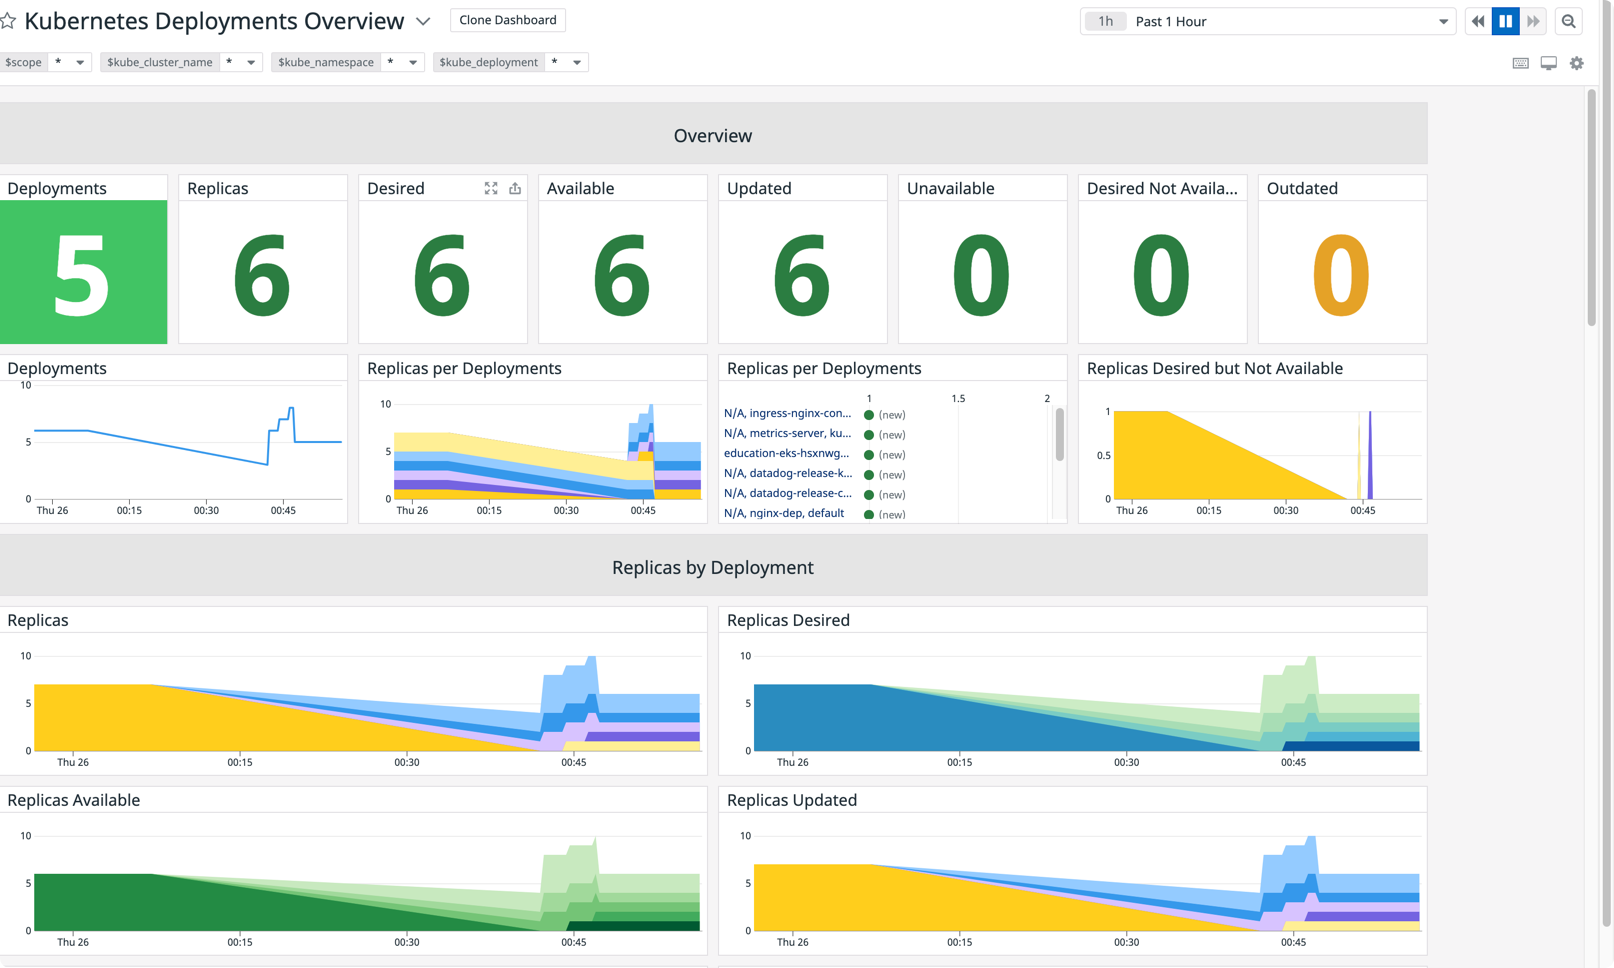 Kubernetes Deployments Overview Clone Dashboard 1h Past 1 Hour
$scope * $kube_cluster_name * $kube_namespace * $kube_deployment *
Overview
Deployments Replicas Desired Available Updated Unavailable Desired Not Availa... Outdated
5 6 6 6 6 0 0 0
Deployments
10
5
0
Thu 26 00:15 00:30 00:45
Replicas per Deployments
10
5
0
Thu 26 00:15 00:30 00:45
Replicas per Deployments
1 1.5 2
N/A, ingress-nginx-con... (new)
N/A, metrics-server, ku... (new)
education-eks-hsxnwg... (new)
N/A, datadog-release-k... (new)
N/A, datadog-release-c... (new)
N/A, nginx-dep, default (new)
Replicas Desired but Not Available
1
0.5
0
Thu 26 00:15 00:30 00:45
Replicas by Deployment
Replicas
10
5
0
Thu 26 00:15 00:30 00:45
Replicas Desired
10
5
0
Thu 26 00:15 00:30 00:45
Replicas Available
10
5
0
Thu 26 00:15 00:30 00:45
Replicas Updated
10
5
0
Thu 26 00:15 00:30 00:45